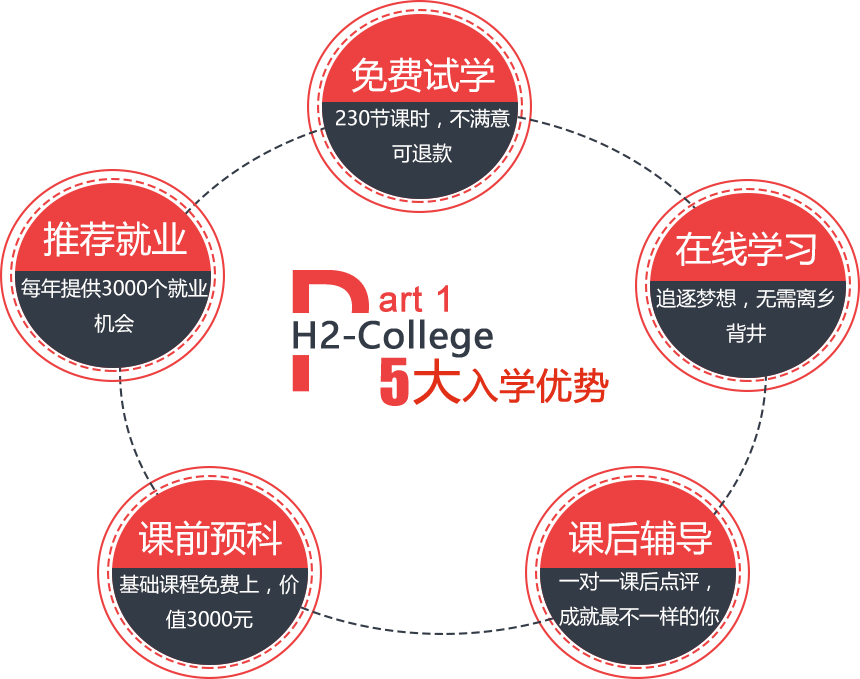 免费试学
230节课时，不满意
可退款
推荐就业
每年提供3000个就业
机会
在线学习
追逐梦想，无需离乡
背井
Part 1
H2-College
5大入学优势
课前预科
基础课程免费上，价
值3000元
课后辅导
一对一课后点评，
成就最不一样的你